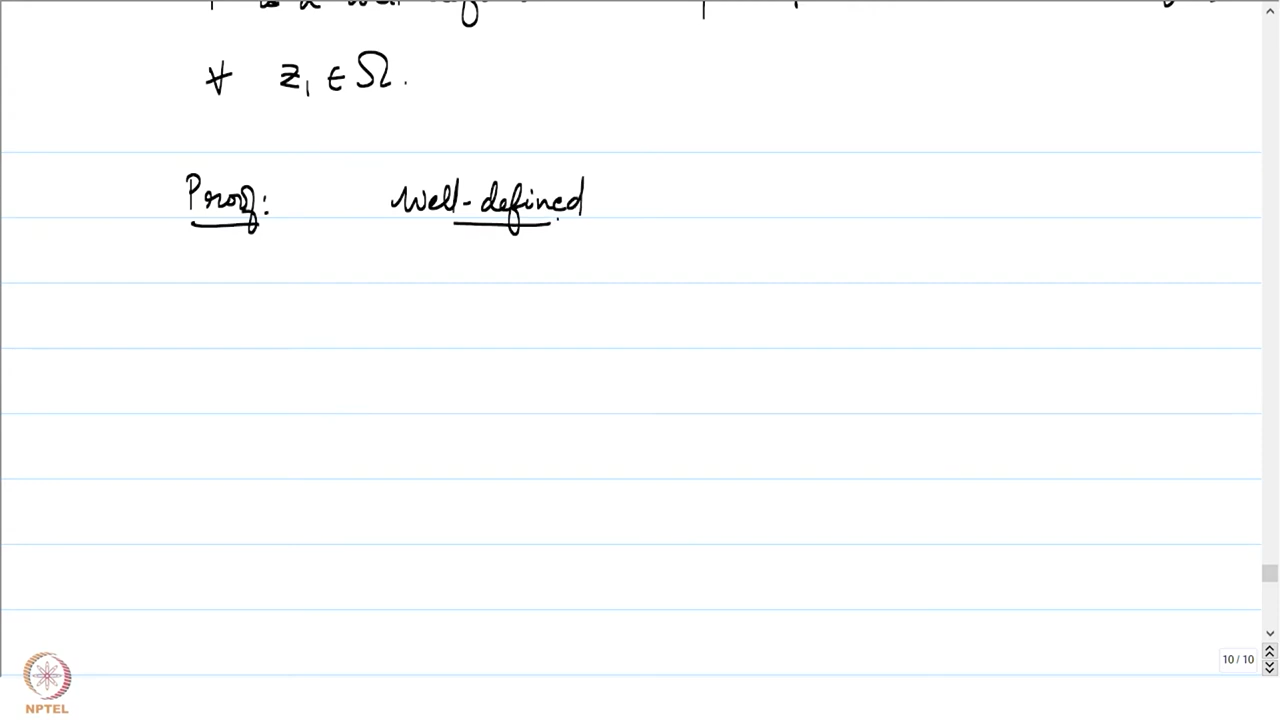 ∀ z₁ ∈ Ω.
Proof: Well-defined
10 / 10
NPTEL